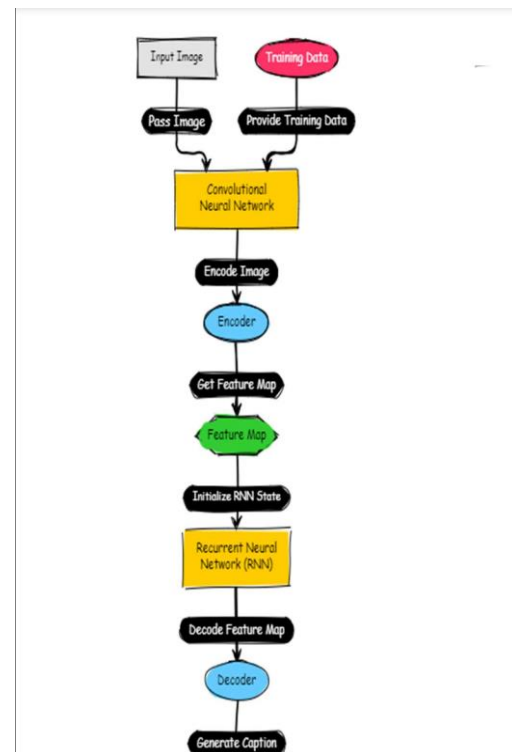 Input Image
Training Data
Pass Image
Provide Training Data
Convolutional
Neural Network
Encode Image
Encoder
Get Feature Map
Feature Map
Initialize RNN State
Recurrent Neural
Network (RNN)
Decode Feature Map
Decoder
Generate Caption